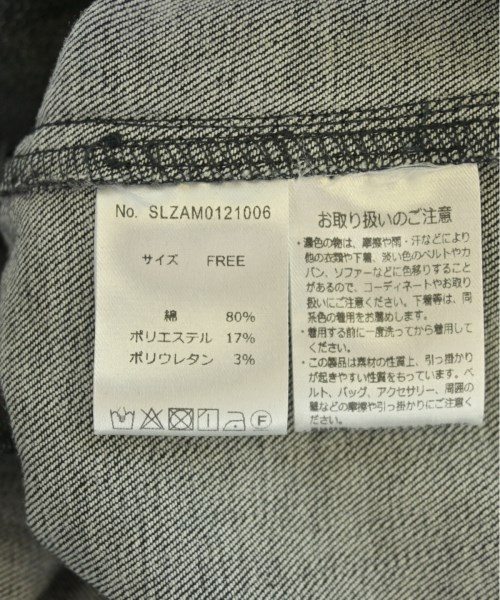 No. SLZAM0121006
サイズ FREE
綿 80%
ポリエステル 17%
ポリウレタン 3%
お取り扱いのご注意
・濃色の物は、摩擦や雨・汗などにより
他の衣類や下着、淡い色のベルトやカ
バン、ソファーなどに色移りすること
があるので、コーディネートやお取り
扱いにご注意ください。下着等は、同
系色の着用をお薦めします。
・着用する前に一度洗ってから着用して
ください。
・この製品は素材の性質上、引っ掛かり
が起きやすい性質をもっています。ベ
ルト、バッグ、アクセサリー、周囲の
などの摩擦や引っ掛かりにご注意くだ
さい。